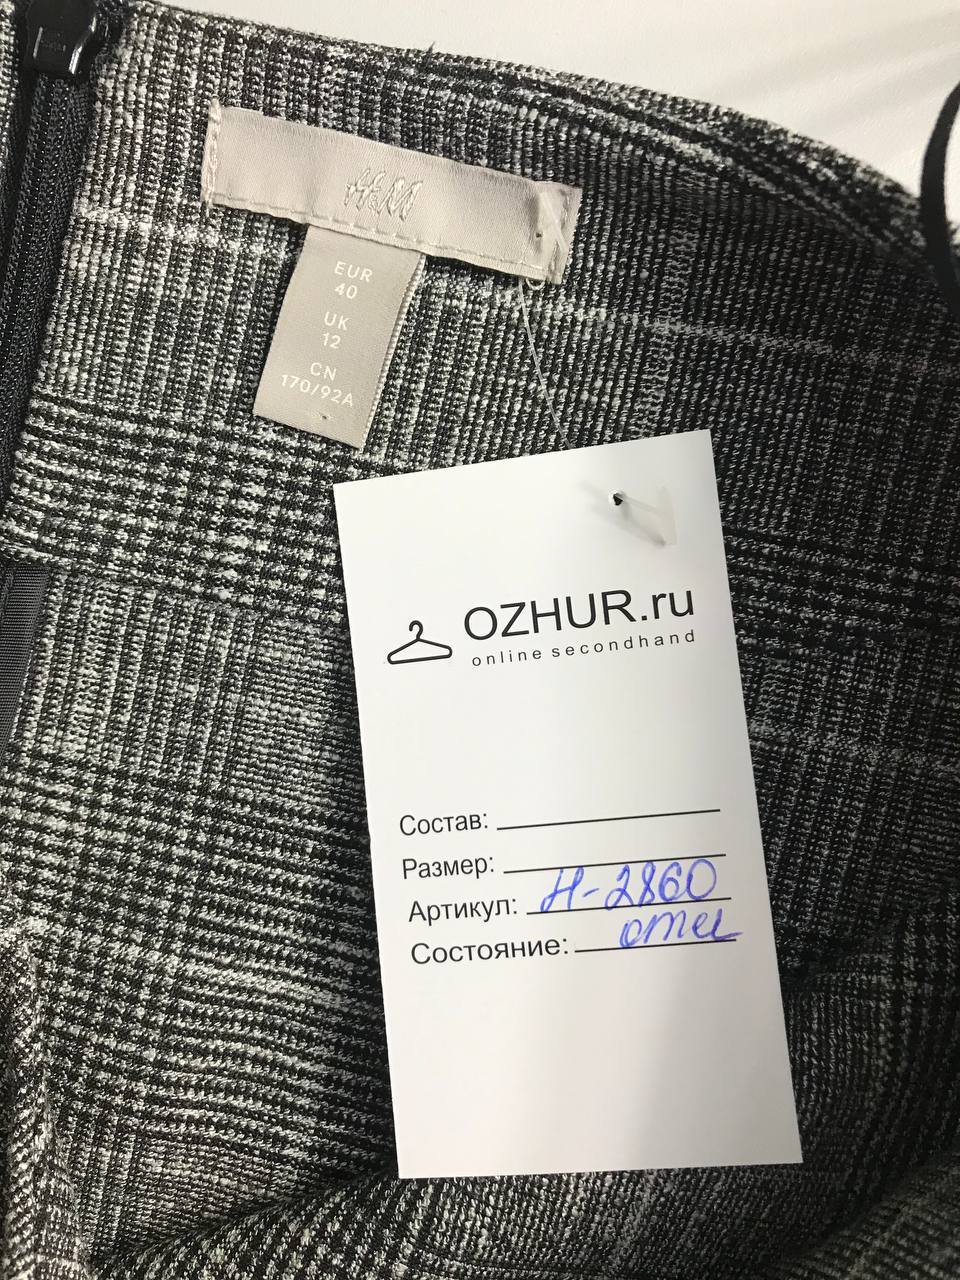 H&M
EUR
40
UK
12
CN
170/92A
OZHUR.ru
online secondhand
Состав:
Размер:
Артикул: H-2860
Состояние: отл